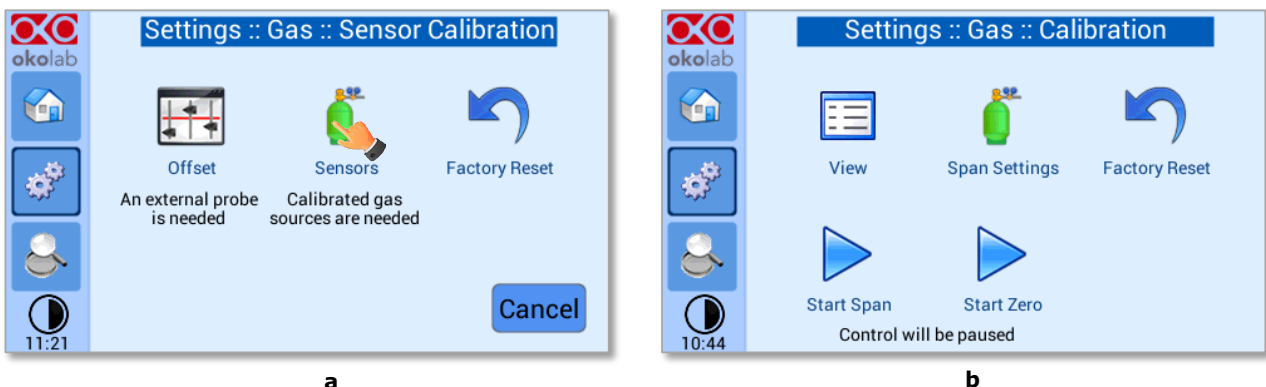 Settings :: Gas :: Sensor Calibration
okolab
Offset
Sensors
Factory Reset
An external probe
is needed
Calibrated gas
sources are needed
Cancel
11:21
a
Settings :: Gas :: Calibration
okolab
View
Span Settings
Factory Reset
Start Span
Start Zero
Control will be paused
10:44
b